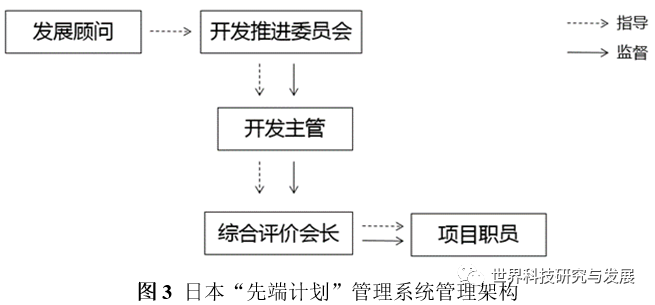 发展顾问
开发推进委员会
指导
监督
开发主管
综合评价会长
项目职员
世界科技研究与发展
图3 日本“先端计划”管理系统管理架构